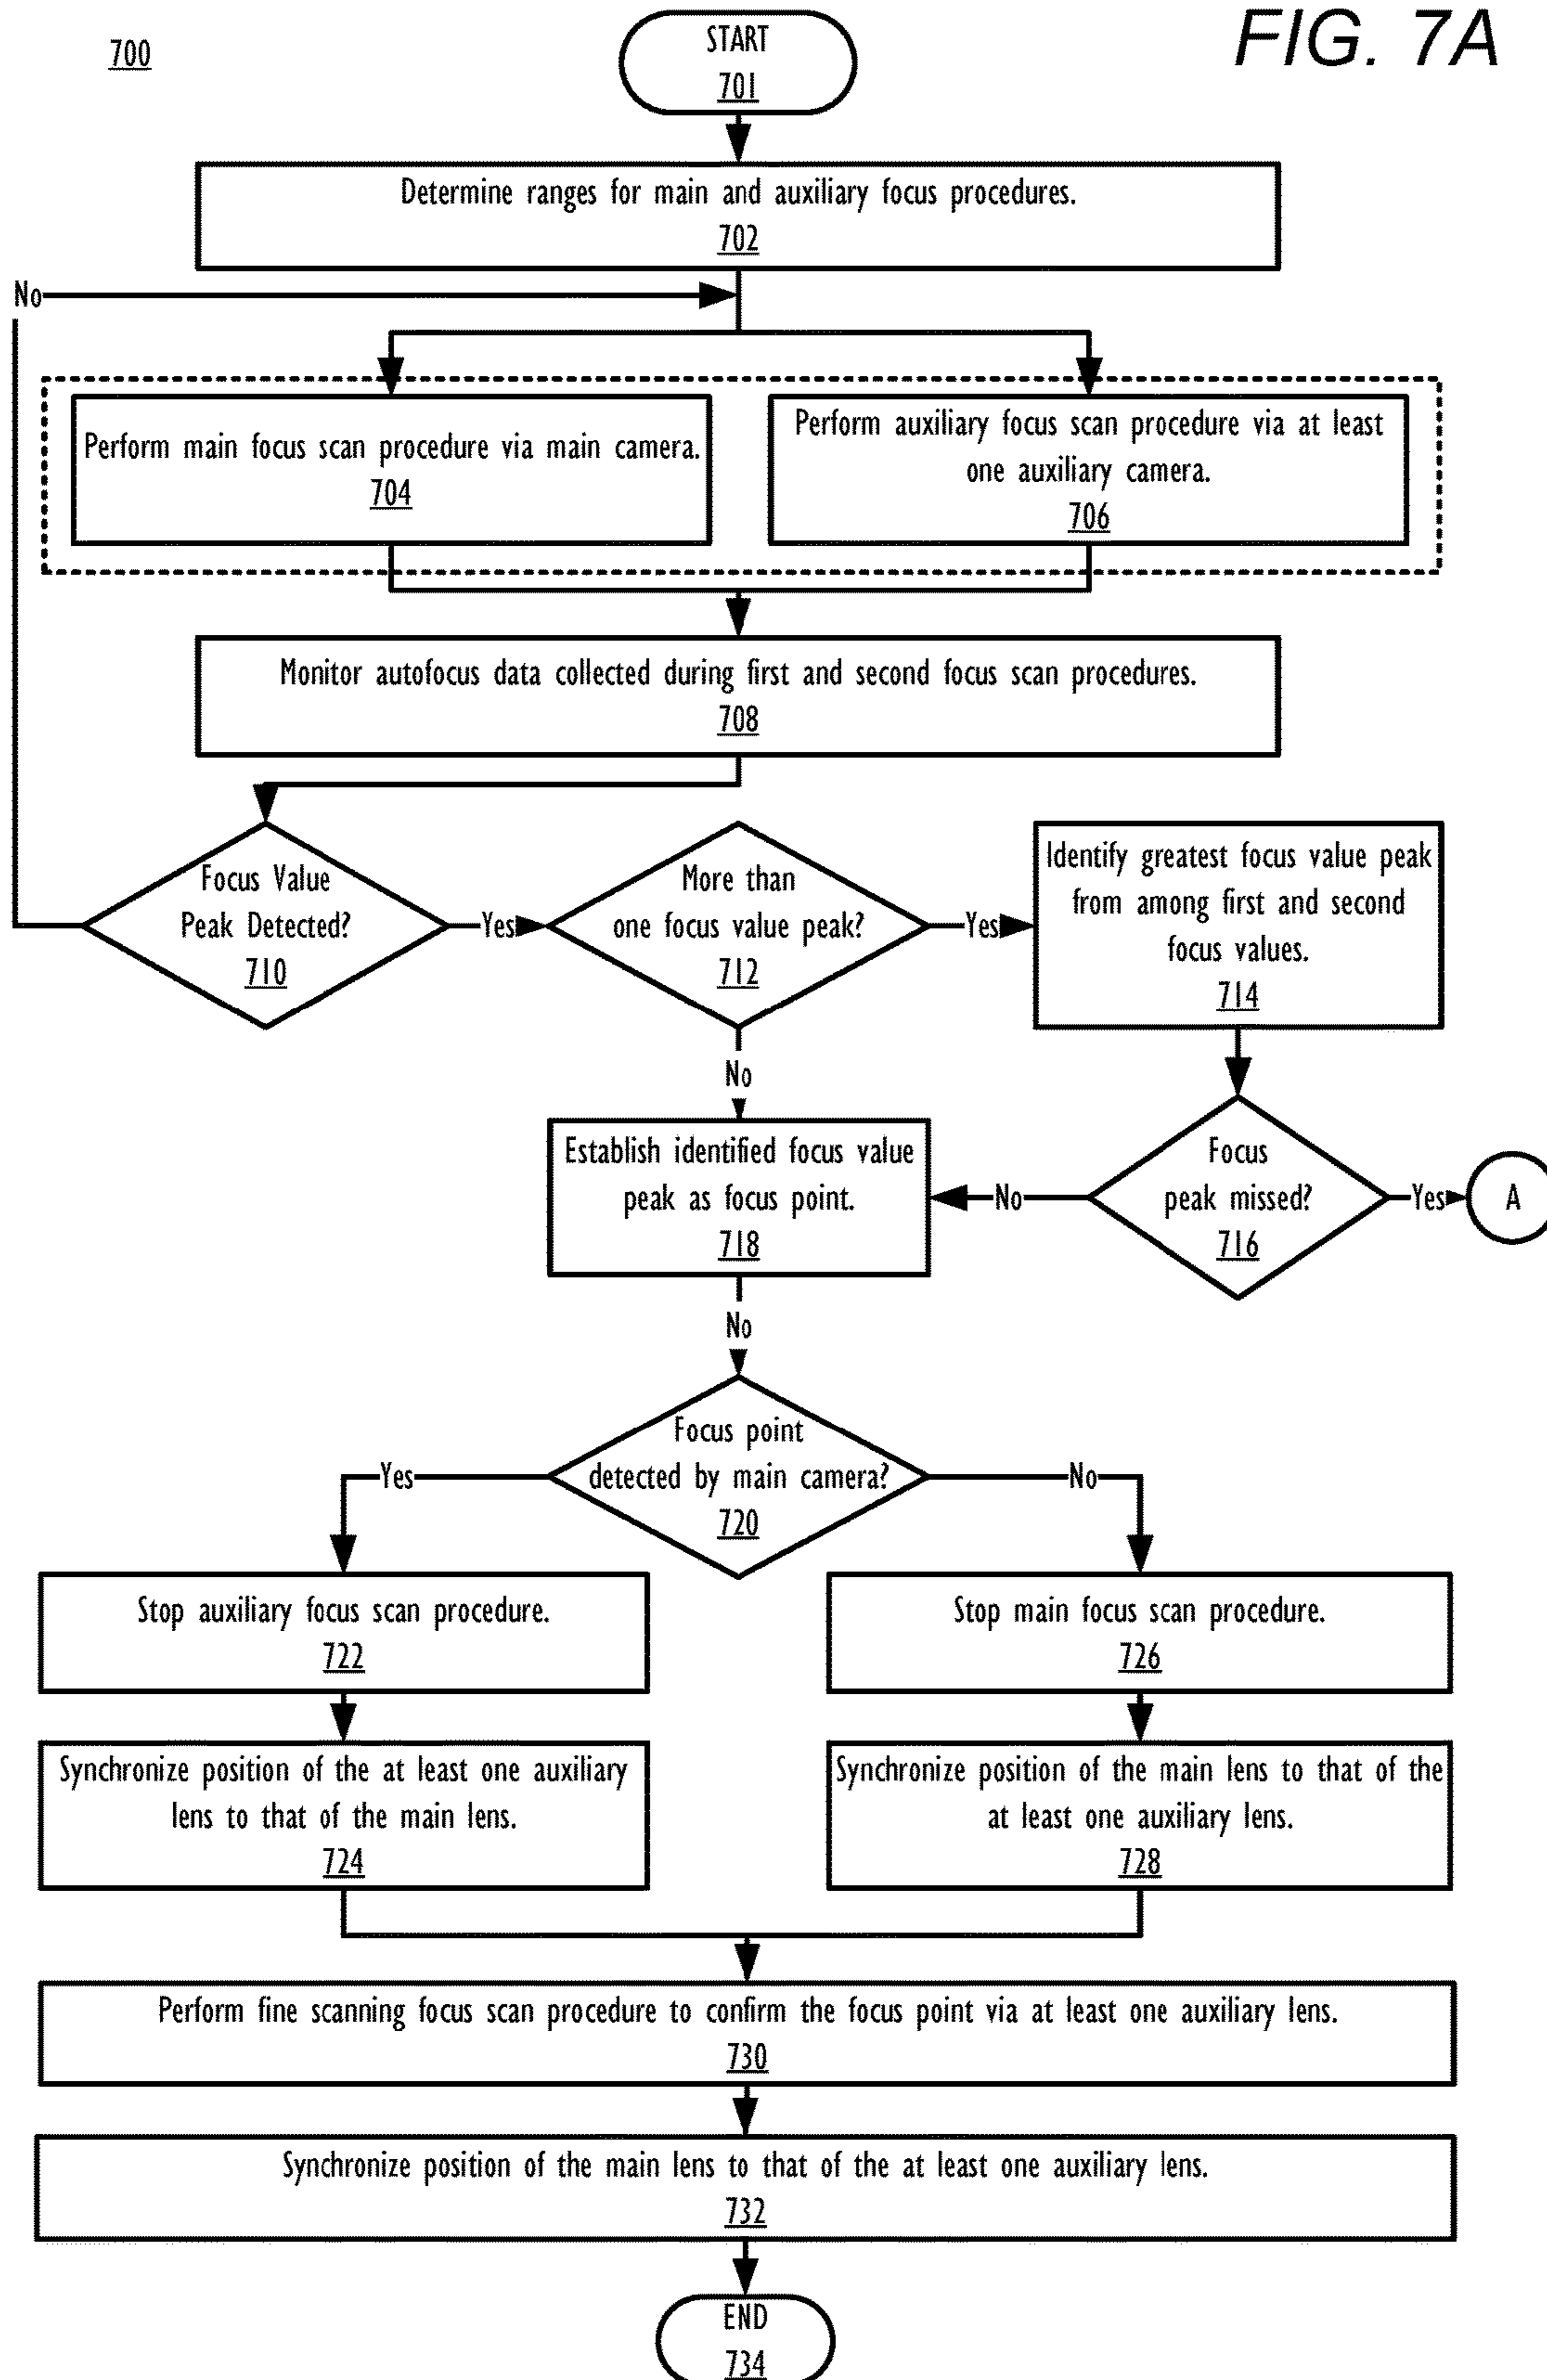 700
FIG. 7A
START
701
Determine ranges for main and auxiliary focus procedures.
702
No
Perform main focus scan procedure via main camera.
704
Perform auxiliary focus scan procedure via at least
one auxiliary camera.
706
Monitor autofocus data collected during first and second focus scan procedures.
708
Focus Value
Peak Detected?
710
Yes
More than
one focus value peak?
712
Yes
Identify greatest focus value peak
from among first and second
focus values.
714
No
Establish identified focus value
peak as focus point.
718
No
Focus
peak missed?
716
Yes
A
No
Focus point
detected by main camera?
720
Yes
No
Stop auxiliary focus scan procedure.
722
Stop main focus scan procedure.
726
Synchronize position of the at least one auxiliary
lens to that of the main lens.
724
Synchronize position of the main lens to that of the
at least one auxiliary lens.
728
Perform fine scanning focus scan procedure to confirm the focus point via at least one auxiliary lens.
730
Synchronize position of the main lens to that of the at least one auxiliary lens.
732
END
734